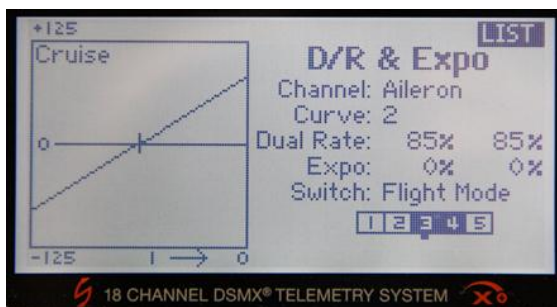 +125
LIST
Cruise
D/R & Expo
Channel: Aileron
Curve: 2
0
Dual Rate: 85% 85%
Expo: 0% 0%
Switch: Flight Mode
1 2 3 4 5
-125 1 → 0
18 CHANNEL DSMX® TELEMETRY SYSTEM